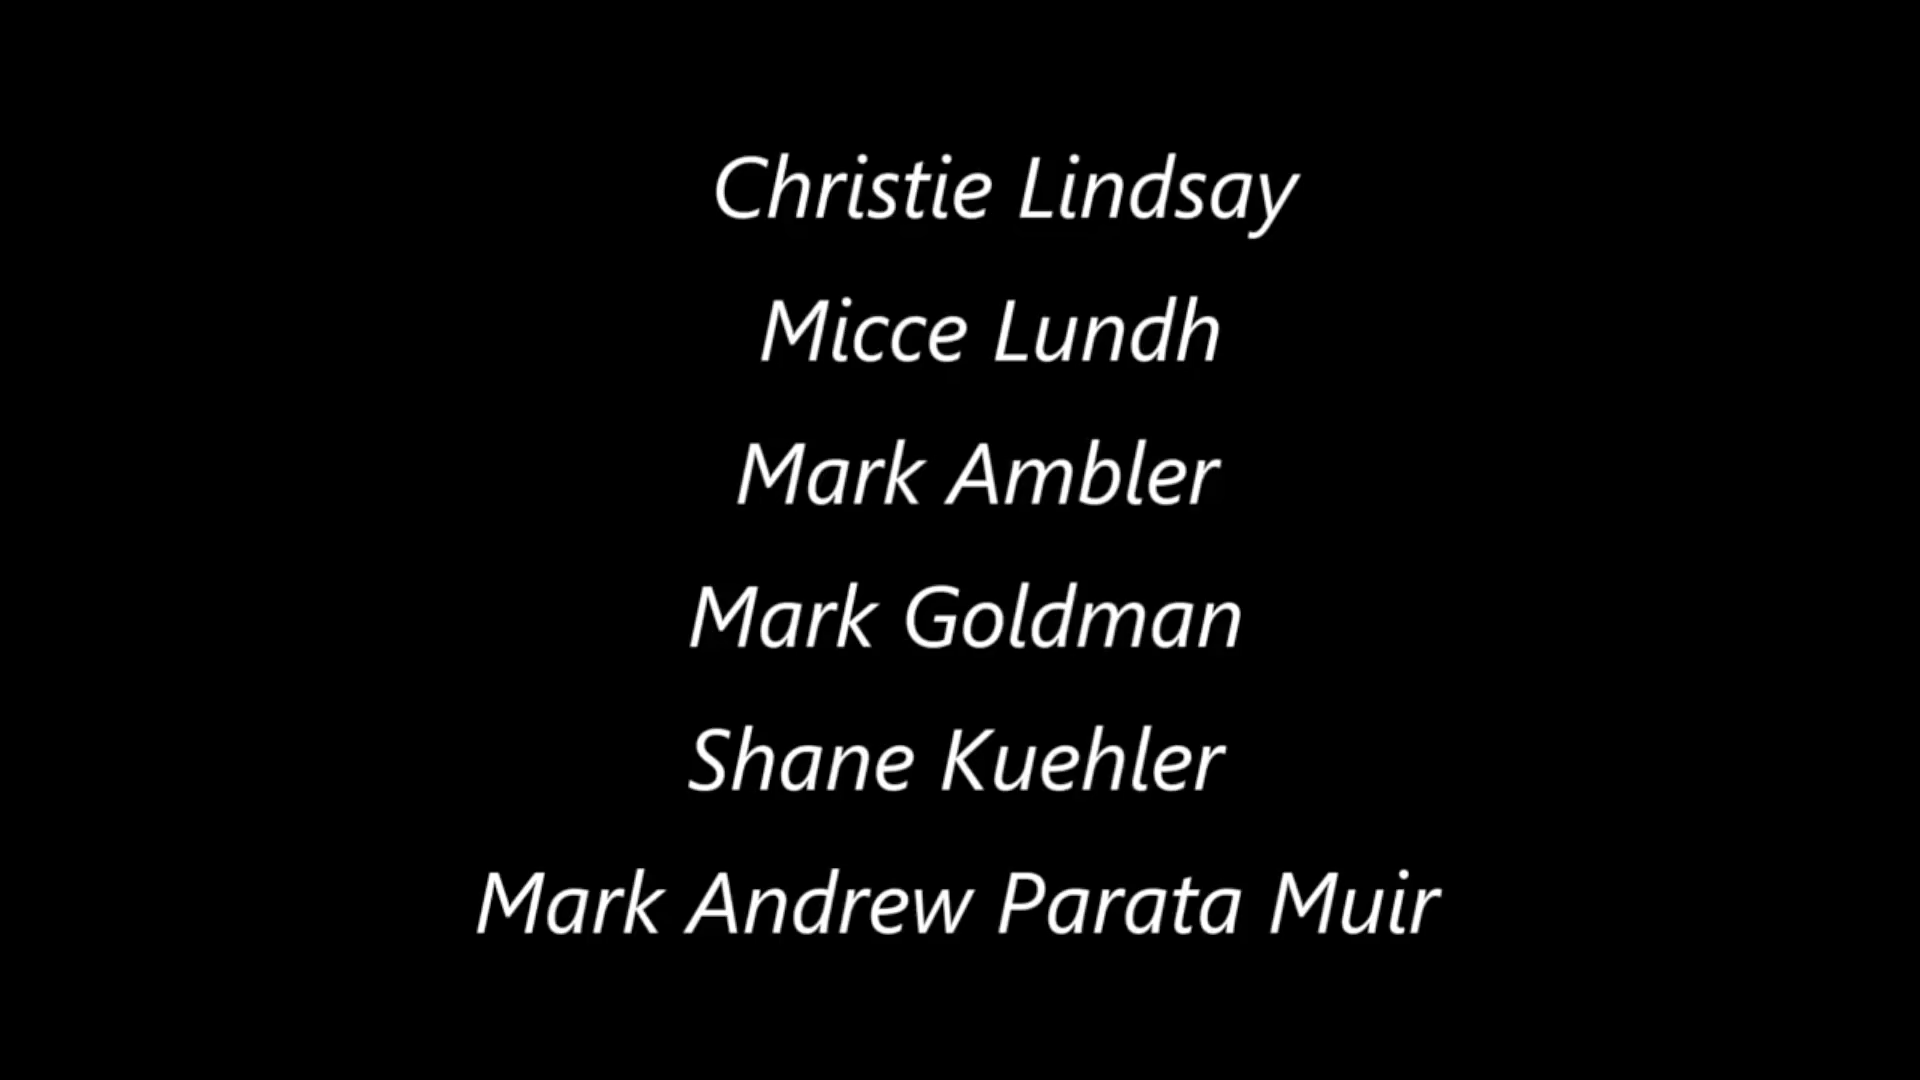 Christie Lindsay
Micce Lundh
Mark Ambler
Mark Goldman
Shane Kuehler
Mark Andrew Parata Muir